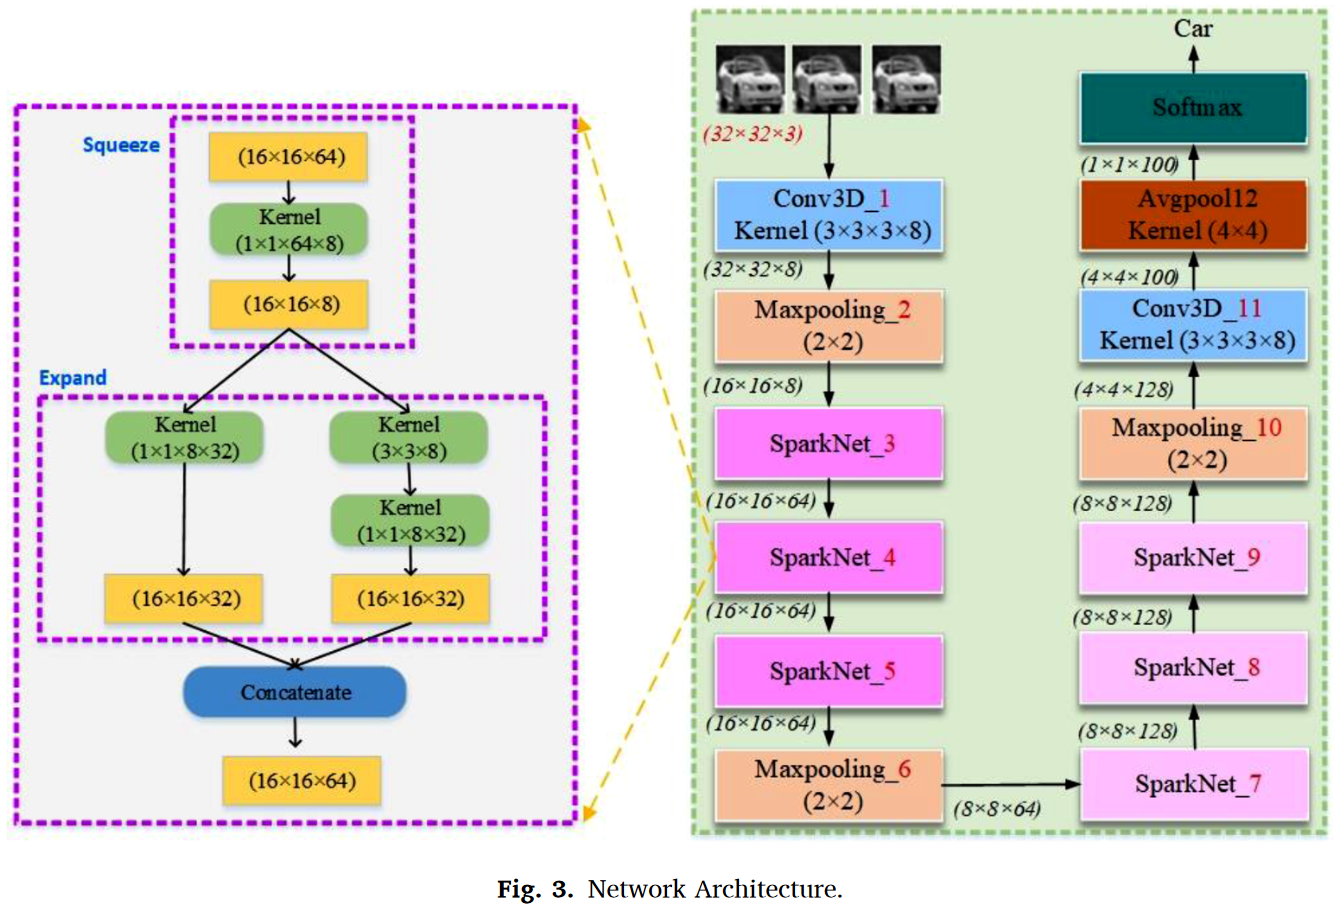 Squeeze
(16×16×64)
Kernel
(1×1×64×8)
(16×16×8)
Expand
Kernel
(1×1×8×32)
Kernel
(3×3×8)
Kernel
(1×1×8×32)
(16×16×32)
(16×16×32)
Concatenate
(16×16×64)
(32×32×3)
Conv3D_1
Kernel (3×3×3×8)
(32×32×8)
Maxpooling_2
(2×2)
(16×16×8)
SparkNet_3
(16×16×64)
SparkNet_4
(16×16×64)
SparkNet_5
(16×16×64)
Maxpooling_6
(2×2)
(8×8×64)
Car
Softmax
(1×1×100)
Avgpool12
Kernel (4×4)
(4×4×100)
Conv3D_11
Kernel (3×3×3×8)
(4×4×128)
Maxpooling_10
(2×2)
(8×8×128)
SparkNet_9
(8×8×128)
SparkNet_8
(8×8×128)
SparkNet_7
Fig. 3. Network Architecture.